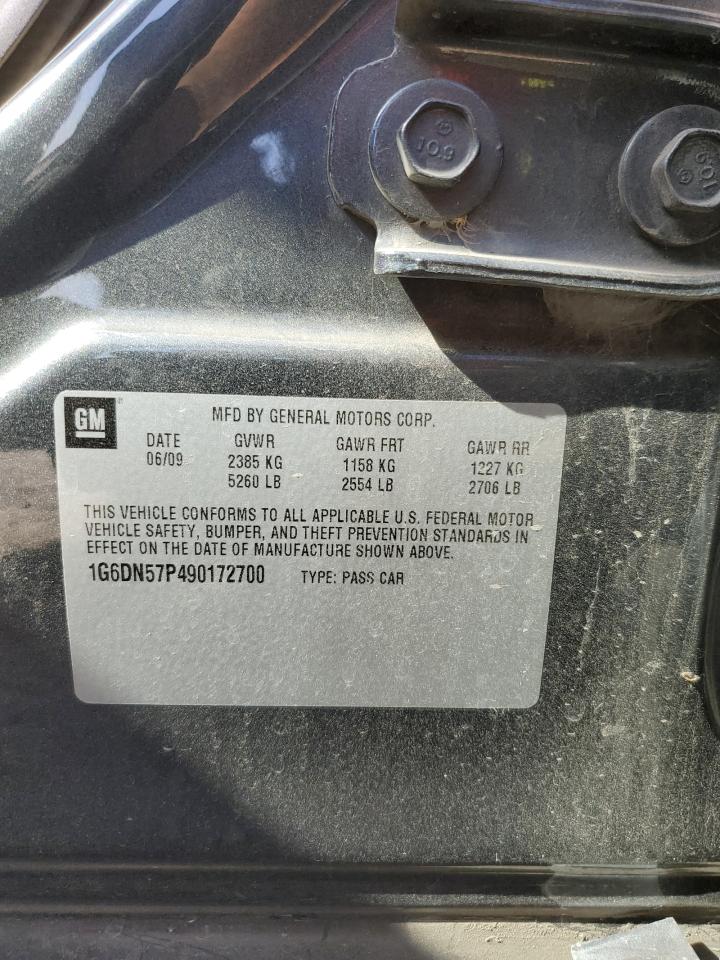 10.9
10.9
GM
MFD BY GENERAL MOTORS CORP.
DATE GVWR GAWR FRT GAWR RR
06/09 2385 KG 1158 KG 1227 KG
5260 LB 2554 LB 2706 LB
THIS VEHICLE CONFORMS TO ALL APPLICABLE U.S. FEDERAL MOTOR
VEHICLE SAFETY, BUMPER, AND THEFT PREVENTION STANDARDS IN
EFFECT ON THE DATE OF MANUFACTURE SHOWN ABOVE.
1G6DN57P490172700 TYPE: PASS CAR